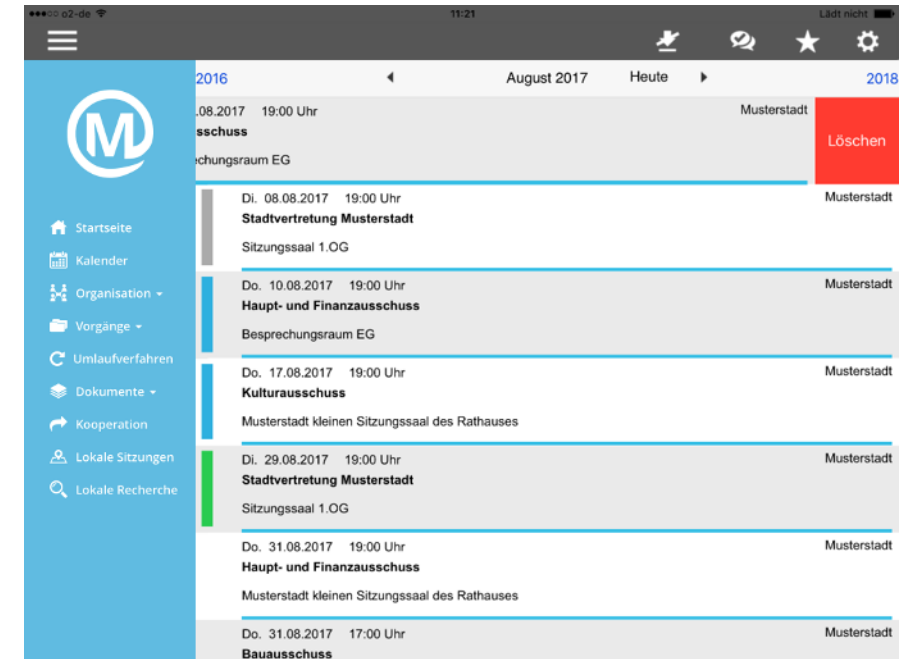 o2-de 11:21 Lädt nicht
2016 August 2017 Heute 2018
M
Startseite
Kalender
Organisation
Vorgänge
Umlaufverfahren
Dokumente
Kooperation
Lokale Sitzungen
Lokale Recherche
.08.2017 19:00 Uhr Musterstadt
sschuss
chungsraum EG
Löschen
Di. 08.08.2017 19:00 Uhr Musterstadt
Stadtvertretung Musterstadt
Sitzungssaal 1.OG
Do. 10.08.2017 19:00 Uhr Musterstadt
Haupt- und Finanzausschuss
Besprechungsraum EG
Do. 17.08.2017 19:00 Uhr Musterstadt
Kulturausschuss
Musterstadt kleinen Sitzungssaal des Rathauses
Di. 29.08.2017 19:00 Uhr Musterstadt
Stadtvertretung Musterstadt
Sitzungssaal 1.OG
Do. 31.08.2017 19:00 Uhr Musterstadt
Haupt- und Finanzausschuss
Musterstadt kleinen Sitzungssaal des Rathauses
Do. 31.08.2017 17:00 Uhr Musterstadt
Bauausschuss